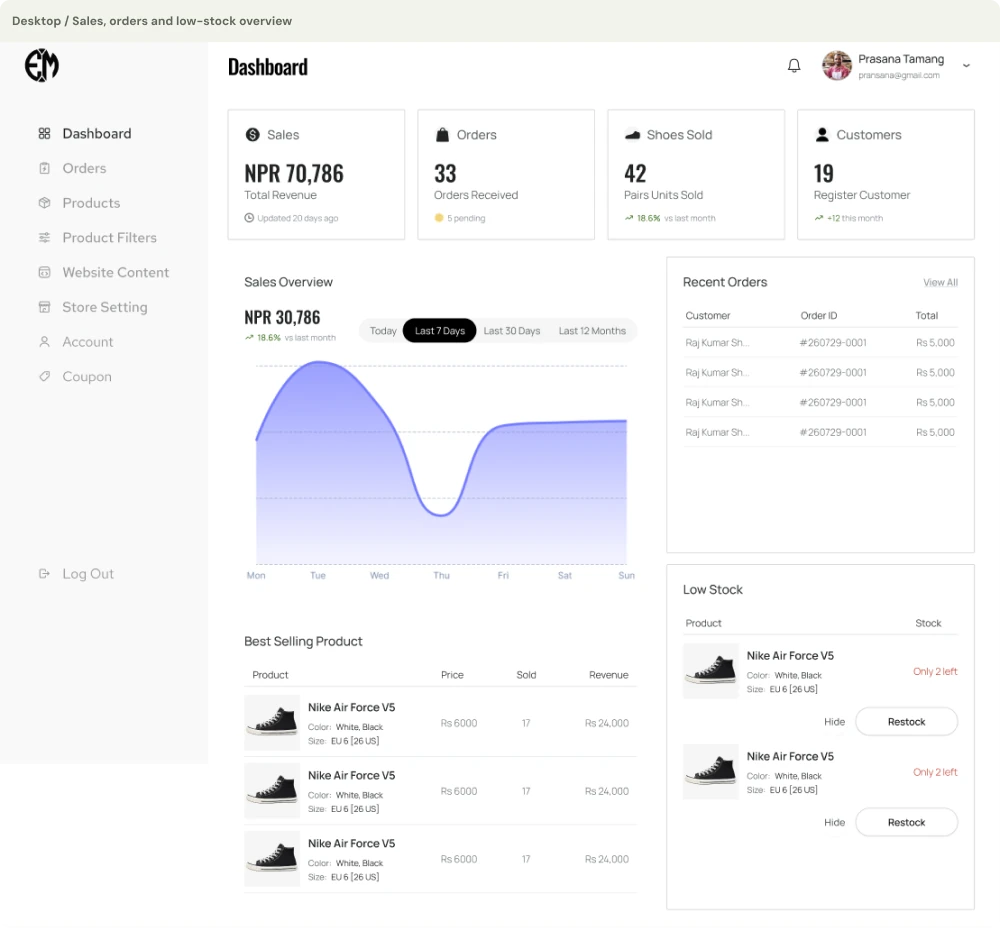 Desktop / Sales, orders and low-stock overview
EM
Dashboard
Prasana Tamang
pransana@gmail.com
Dashboard
Orders
Products
Product Filters
Website Content
Store Setting
Account
Coupon
Log Out
Sales
NPR 70,786
Total Revenue
Updated 20 days ago
Orders
33
Orders Received
5 pending
Shoes Sold
42
Pairs Units Sold
18.6% vs last month
Customers
19
Register Customer
+12 this month
Sales Overview
NPR 30,786
18.6% vs last month
Today Last 7 Days Last 30 Days Last 12 Months
Mon Tue Wed Thu Fri Sat Sun
Best Selling Product
Product Price Sold Revenue
Nike Air Force V5
Color: White, Black
Size: EU 6 [26 US]
Rs 6000 17 Rs 24,000
Nike Air Force V5
Color: White, Black
Size: EU 6 [26 US]
Rs 6000 17 Rs 24,000
Nike Air Force V5
Color: White, Black
Size: EU 6 [26 US]
Rs 6000 17 Rs 24,000
Recent Orders View All
Customer Order ID Total
Raj Kumar Sh... #260729-0001 Rs 5,000
Raj Kumar Sh... #260729-0001 Rs 5,000
Raj Kumar Sh... #260729-0001 Rs 5,000
Raj Kumar Sh... #260729-0001 Rs 5,000
Low Stock
Product Stock
Nike Air Force V5
Color: White, Black
Size: EU 6 [26 US]
Only 2 left
Hide Restock
Nike Air Force V5
Color: White, Black
Size: EU 6 [26 US]
Only 2 left
Hide Restock